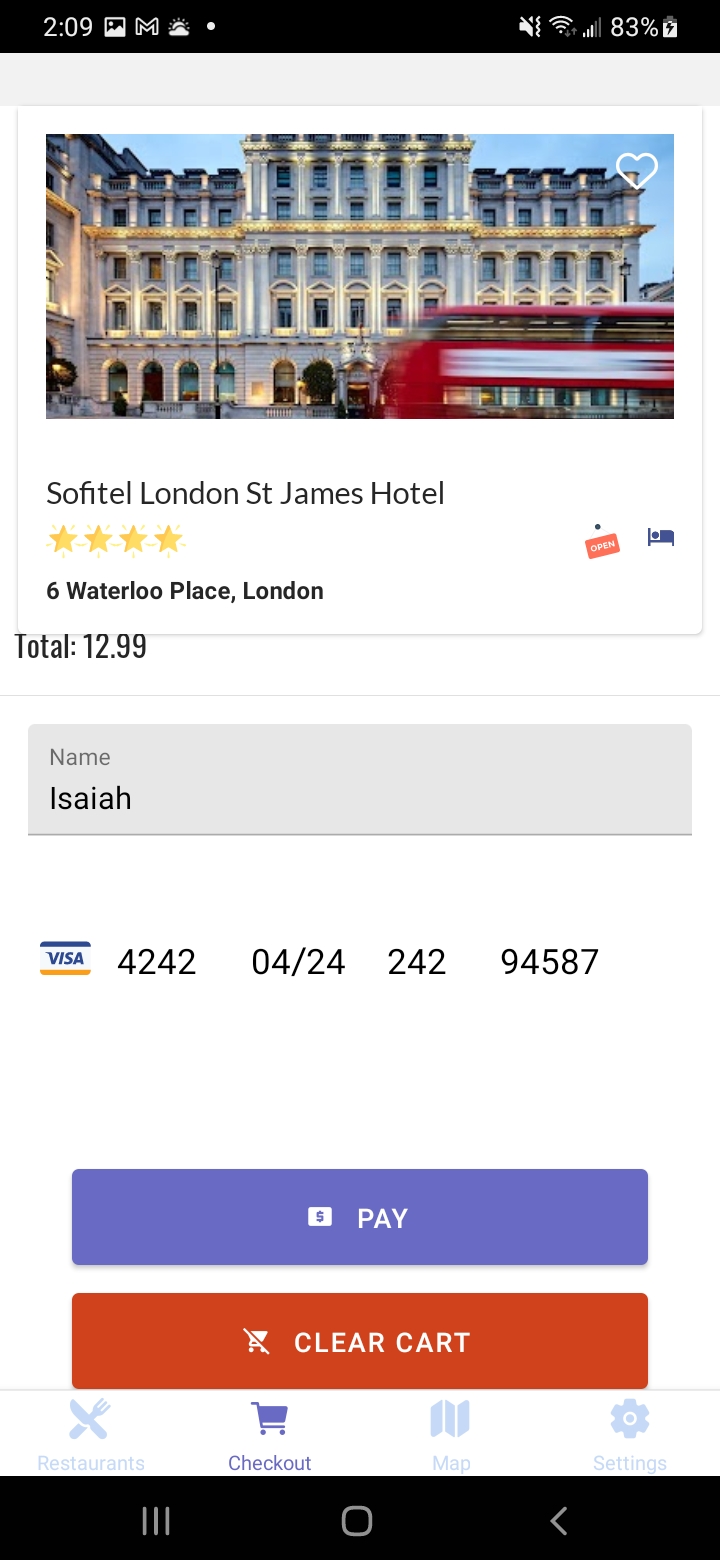 2:09 83%
Sofitel London St James Hotel
OPEN
6 Waterloo Place, London
Total: 12.99
Name
Isaiah
VISA 4242 04/24 242 94587
$ PAY
CLEAR CART
Restaurants Checkout Map Settings